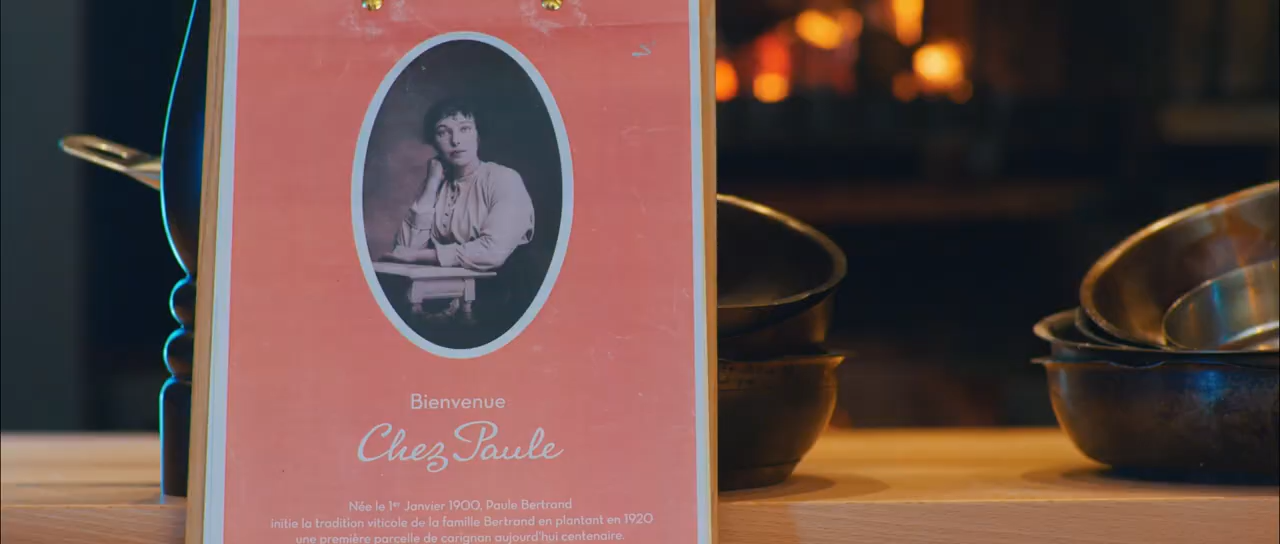 Bienvenue
Chez Paule
Née le 1er Janvier 1900, Paule Bertrand
initie la tradition viticole de la famille Bertrand en plantant en 1920
une première parcelle de carignan aujourd'hui centenaire.